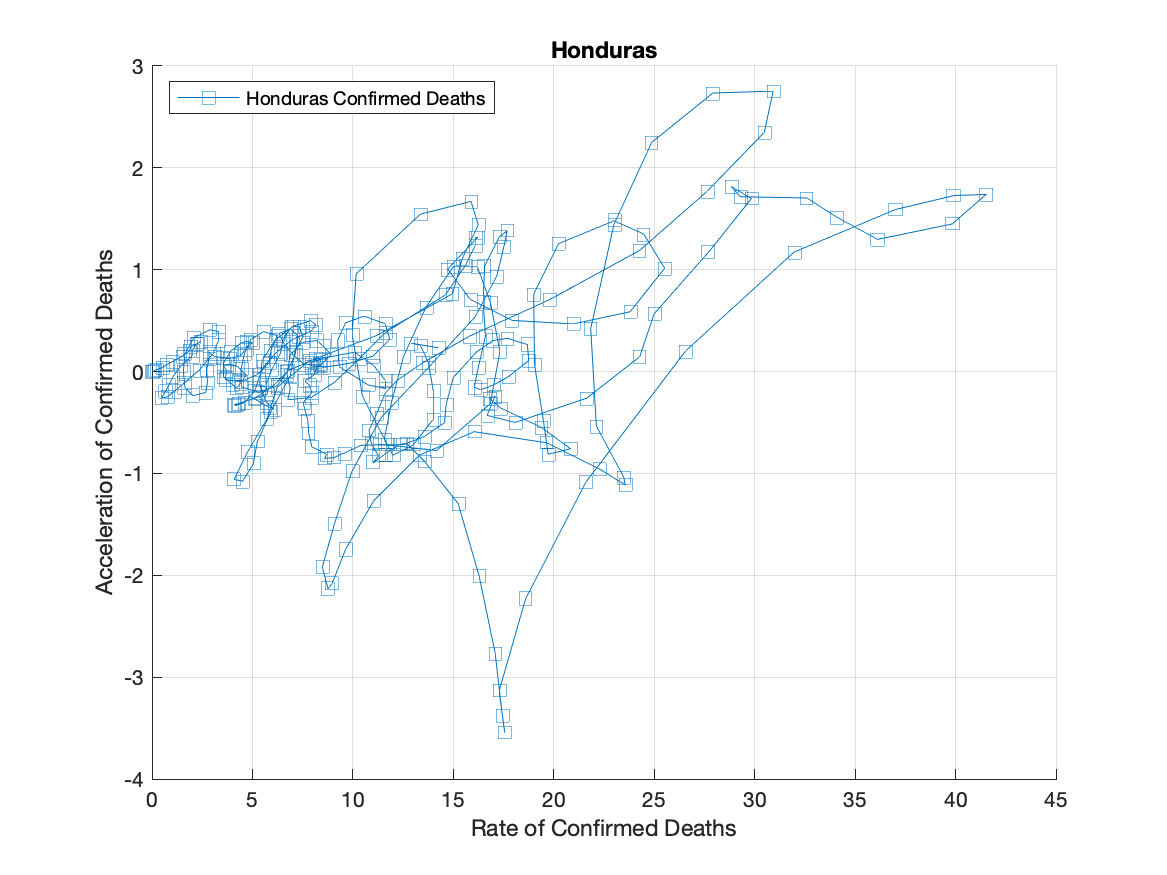 Honduras
Honduras Confirmed Deaths
3
2
1
0
-1
-2
-3
-4
Acceleration of Confirmed Deaths
0 5 10 15 20 25 30 35 40 45
Rate of Confirmed Deaths